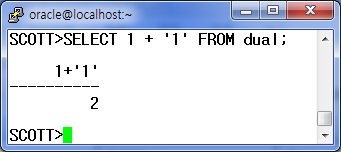 oracle@localhost:~
SCOTT>SELECT 1 + '1' FROM dual;
1+'1'
----------
2
SCOTT>